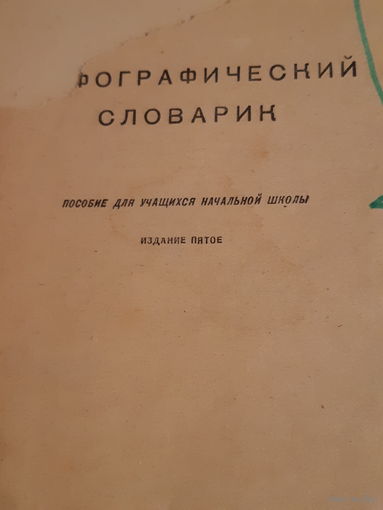 ФОГРАФИЧЕСКИЙ
СЛОВАРИК
ПОСОБИЕ ДЛЯ УЧАЩИХСЯ НАЧАЛЬНОЙ ШКОЛЫ
ИЗДАНИЕ ПЯТОЕ